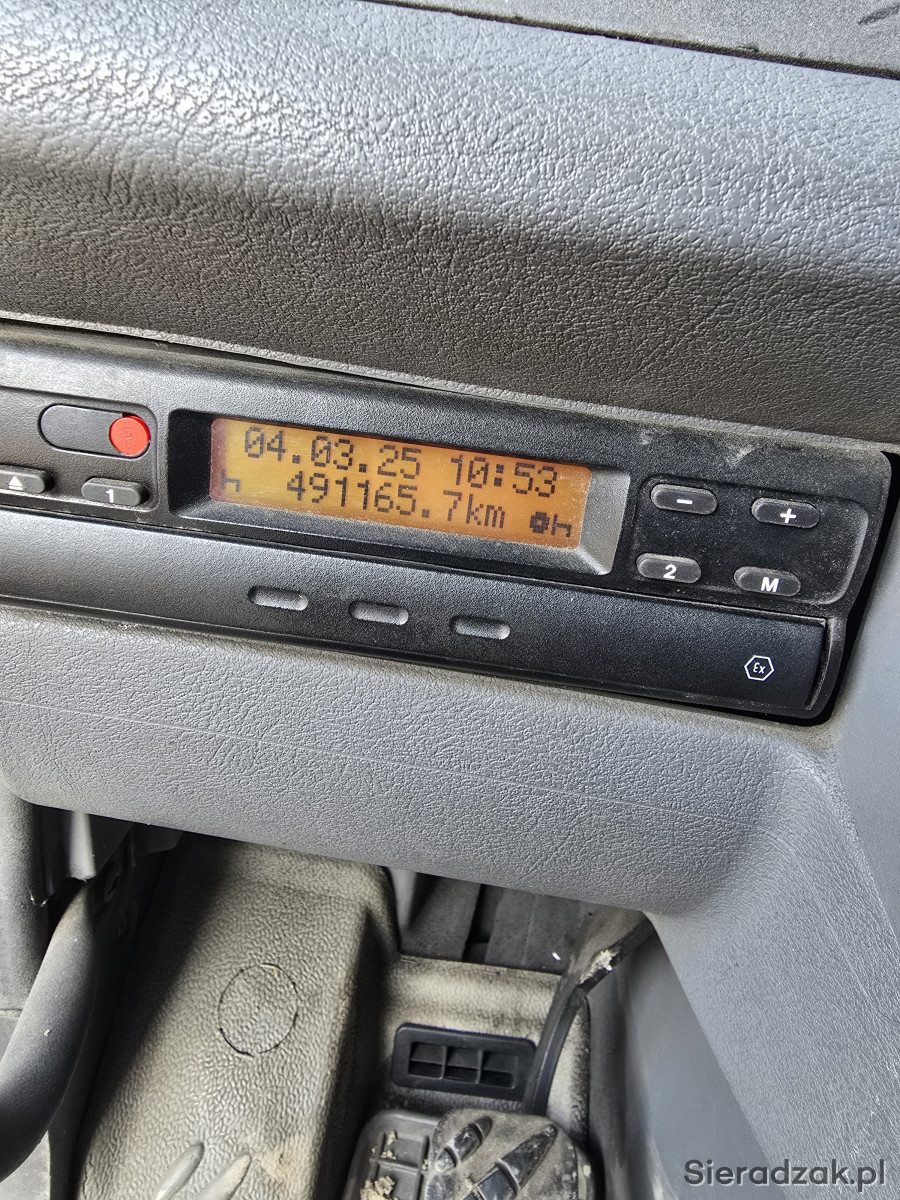 04.03.25 10:53
491165.7km
1
-
+
2
M
Ex
Sieradzak.pl